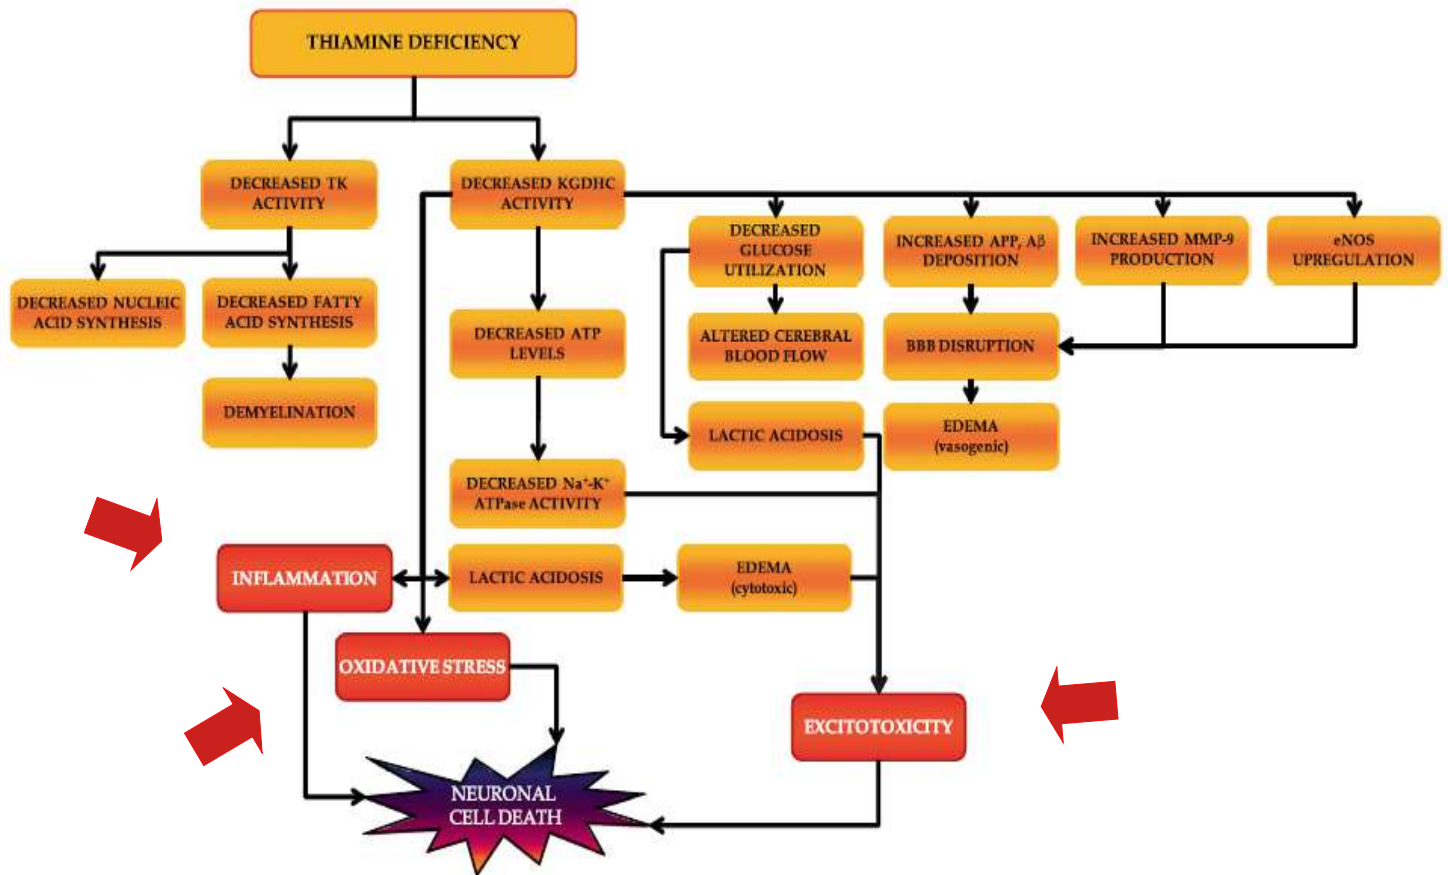 THIAMINE DEFICIENCY
DECREASED TK
ACTIVITY
DECREASED KGDHC
ACTIVITY
DECREASED
GLUCOSE
UTILIZATION
INCREASED APP, Aβ
DEPOSITION
INCREASED MMP-9
PRODUCTION
eNOS
UPREGULATION
DECREASED NUCLEIC
ACID SYNTHESIS
DECREASED FATTY
ACID SYNTHESIS
DECREASED ATP
LEVELS
ALTERED CEREBRAL
BLOOD FLOW
BBB DISRUPTION
DEMYELINATION
LACTIC ACIDOSIS
EDEMA
(vasogenic)
DECREASED Na⁺-K⁺
ATPase ACTIVITY
INFLAMMATION
LACTIC ACIDOSIS
EDEMA
(cytotoxic)
OXIDATIVE STRESS
EXCITOTOXICITY
NEURONAL
CELL DEATH